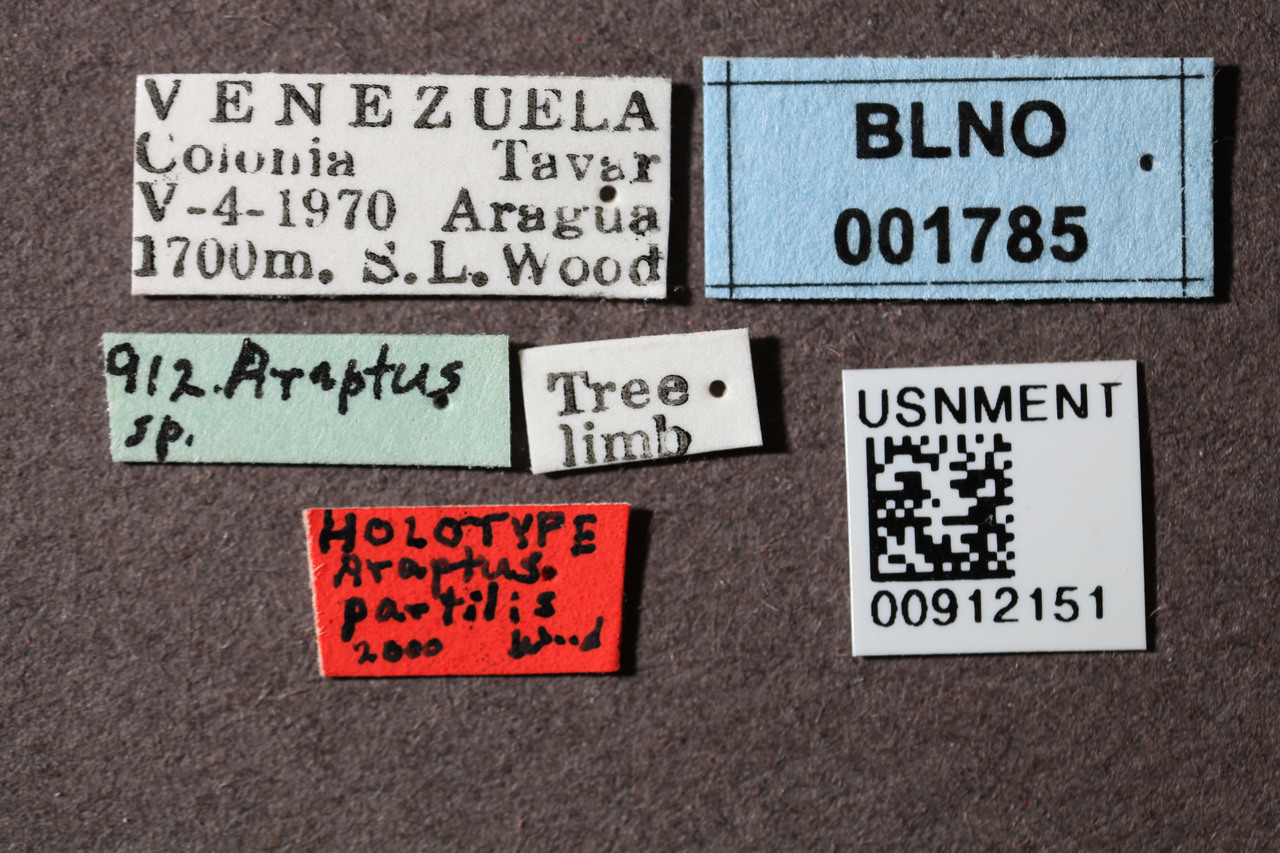 VENEZUELA
Colonia Tavar
V-4-1970 Aragua
1700m. S.L.Wood
BLNO
001785
912. Araptus
sp.
Tree
limb
USNMENT
00912151
HOLOTYPE
Araptus.
partilis
2000 Wood